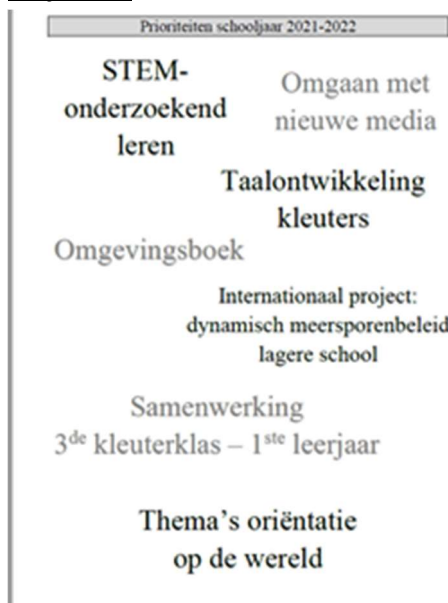 Prioriteiten schooljaar 2021-2022
STEM-
onderzoekend
leren
Omgaan met
nieuwe media
Taalontwikkeling
kleuters
Omgevingsboek
Internationaal project:
dynamisch meersporenbeleid
lagere school
Samenwerking
3de kleuterklas – 1ste leerjaar
Thema's oriëntatie
op de wereld